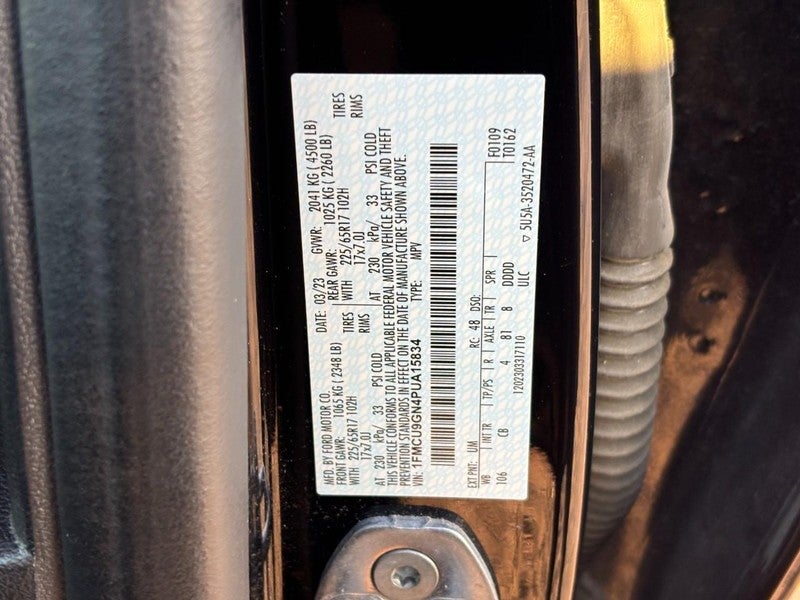 MFD. BY FORD MOTOR CO. DATE: 03/23 GVWR: 2041 KG ( 4500 LB)
FRONT GAWR: 1065 KG ( 2348 LB) REAR GAWR: 1025 KG ( 2260 LB)
WITH 225/65R17 102H TIRES WITH 225/65R17 102H TIRES
17x7.0J RIMS 17x7.0J RIMS
AT 230 kPa/ 33 PSI COLD AT 230 kPa/ 33 PSI COLD
THIS VEHICLE CONFORMS TO ALL APPLICABLE FEDERAL MOTOR VEHICLE SAFETY AND THEFT
PREVENTION STANDARDS IN EFFECT ON THE DATE OF MANUFACTURE SHOWN ABOVE.
VIN: 1FMCU9GN4PUA15834 TYPE: MPV
F0109
T0162
EXT PNT: UM RC: 48 DSO:
WB INT TR TP/PS R AXLE TR SPR
106 CB 4 81 8 DDDD
ULC
1202303317110
▽ 5U5A-3520472-AA